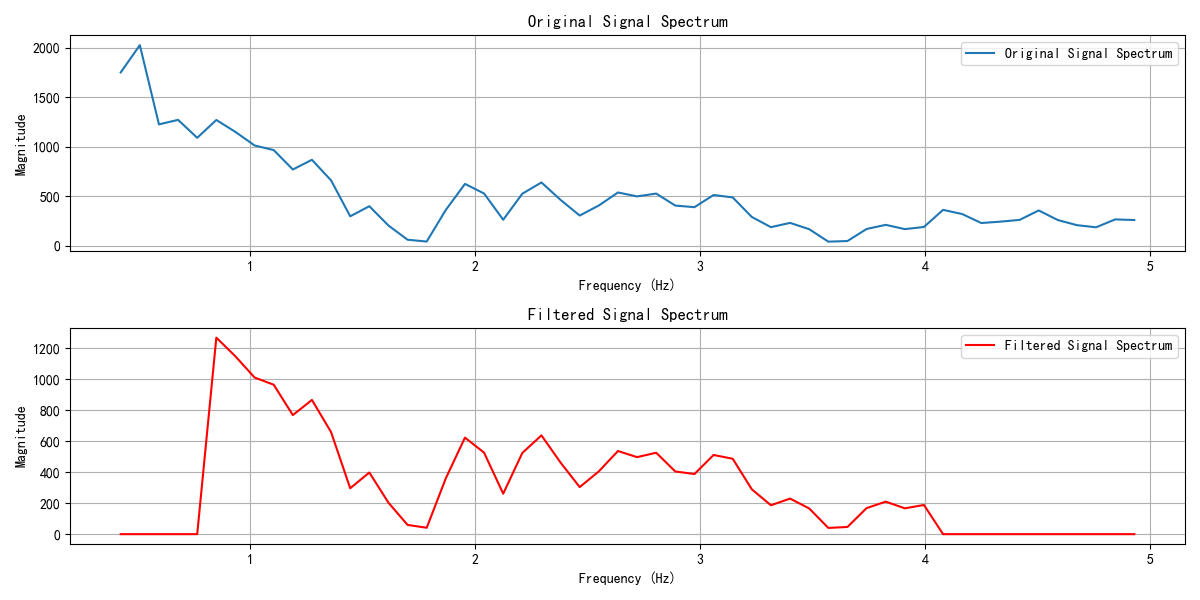 Original Signal Spectrum
2000
1500
1000
500
0
Magnitude
Original Signal Spectrum
1 2 3 4 5
Frequency (Hz)
Filtered Signal Spectrum
1200
1000
800
600
400
200
0
Magnitude
Filtered Signal Spectrum
1 2 3 4 5
Frequency (Hz)